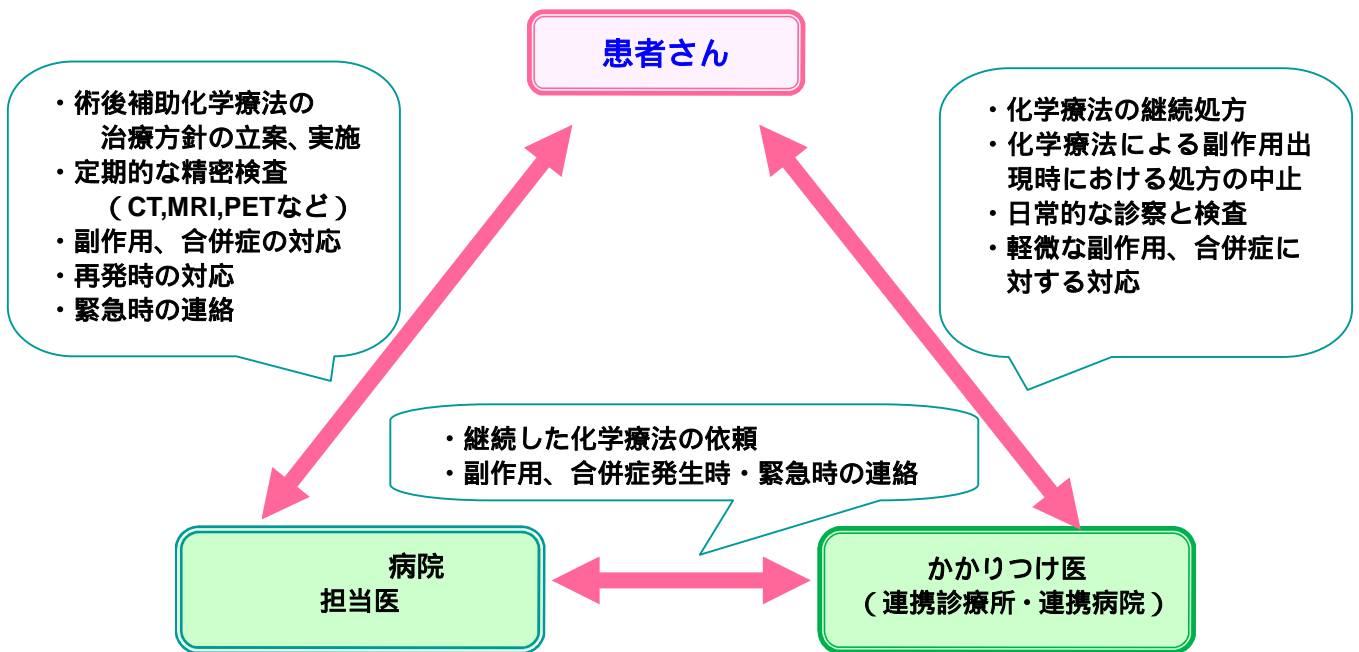 患者さん
・術後補助化学療法の
治療方針の立案、実施
・定期的な精密検査
（CT,MRI,PETなど）
・副作用、合併症の対応
・再発時の対応
・緊急時の連絡
・化学療法の継続処方
・化学療法による副作用出
現時における処方の中止
・日常的な診察と検査
・軽微な副作用、合併症に
対する対応
・継続した化学療法の依頼
・副作用、合併症発生時・緊急時の連絡
病院
担当医
かかりつけ医
（連携診療所・連携病院）